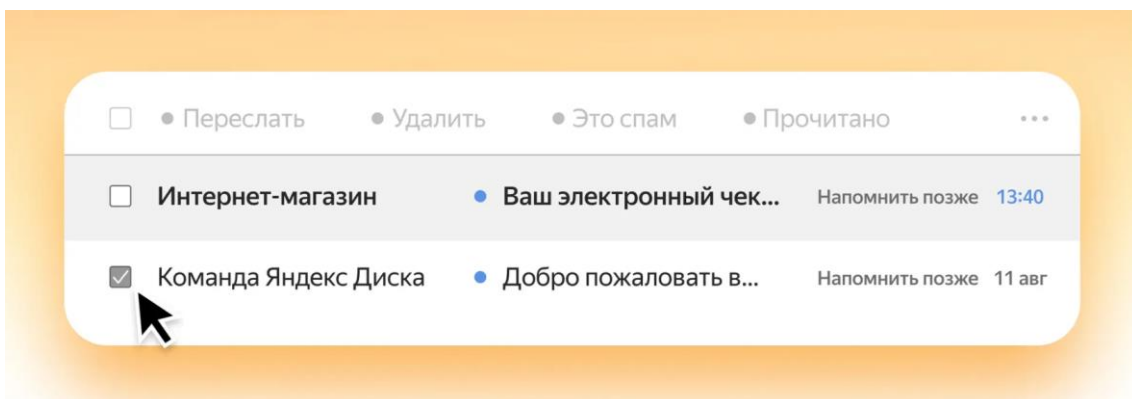 Переслать Удалить Это спам Прочитано ...
Интернет-магазин Ваш электронный чек... Напомнить позже 13:40
Команда Яндекс Диска Добро пожаловать в... Напомнить позже 11 авг